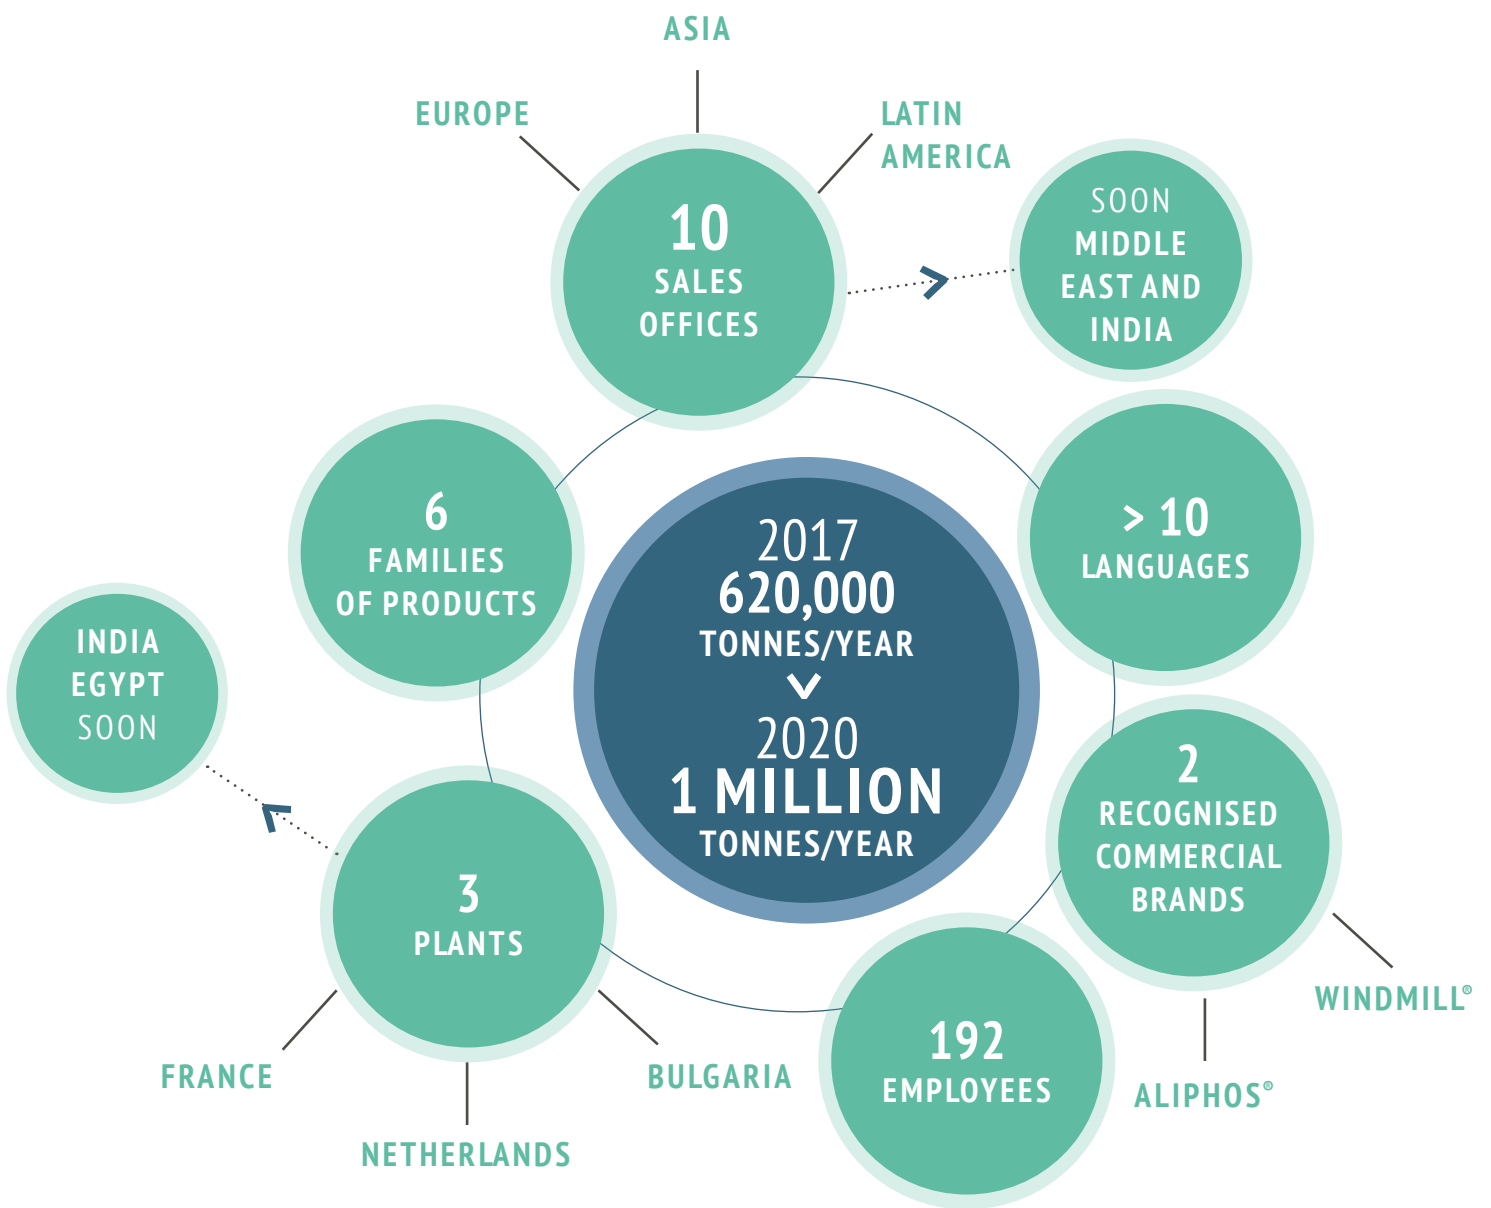 ASIA
EUROPE
LATIN
AMERICA
10
SALES
OFFICES
SOON
MIDDLE
EAST AND
INDIA
6
FAMILIES
OF PRODUCTS
> 10
LANGUAGES
2017
620,000
TONNES/YEAR
2020
1 MILLION
TONNES/YEAR
INDIA
EGYPT
SOON
2
RECOGNISED
COMMERCIAL
BRANDS
WINDMILL®
ALIPHOS®
3
PLANTS
FRANCE
NETHERLANDS
BULGARIA
192
EMPLOYEES